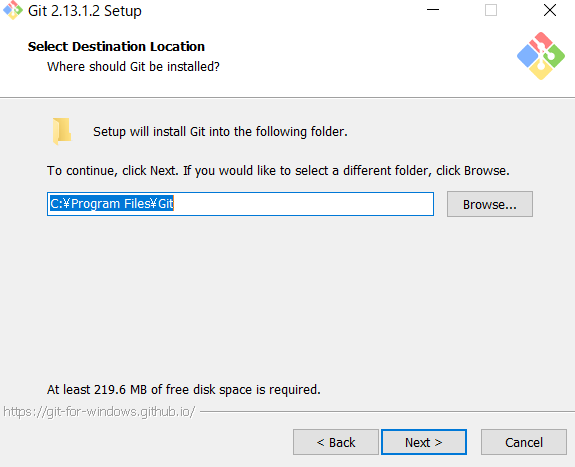 Git 2.13.1.2 Setup
Select Destination Location
Where should Git be installed?
Setup will install Git into the following folder.
To continue, click Next. If you would like to select a different folder, click Browse.
C:¥Program Files¥Git
Browse...
At least 219.6 MB of free disk space is required.
https://git-for-windows.github.io/
< Back
Next >
Cancel